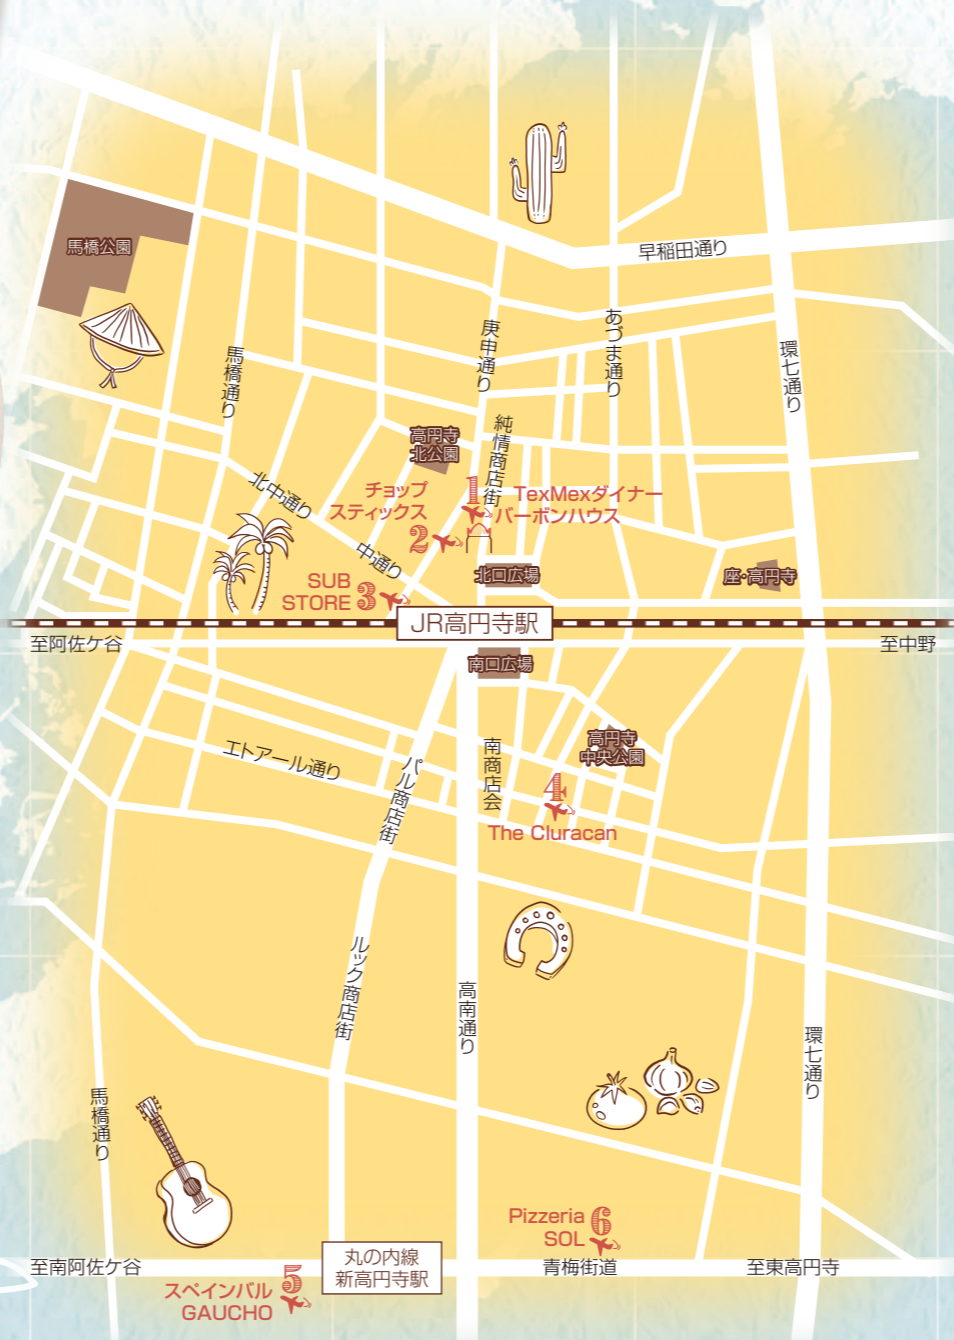 馬橋公園
早稲田通り
庚申通り
あづま通り
環七通り
馬橋通り
純情商店街
高円寺
北公園
北中通り
チョップ
スティックス
2
1
TexMexダイナー
バーボンハウス
中通り
SUB
STORE
3
北口広場
座・高円寺
JR高円寺駅
至阿佐ケ谷
至中野
南口広場
高円寺
中央公園
エトアール通り
パル商店街
南商店会
4
The Cluracan
ルック商店街
高南通り
環七通り
馬橋通り
Pizzeria
SOL
6
丸の内線
新高円寺駅
至南阿佐ケ谷
青梅街道
至東高円寺
スペインバル
GAUCHO
5